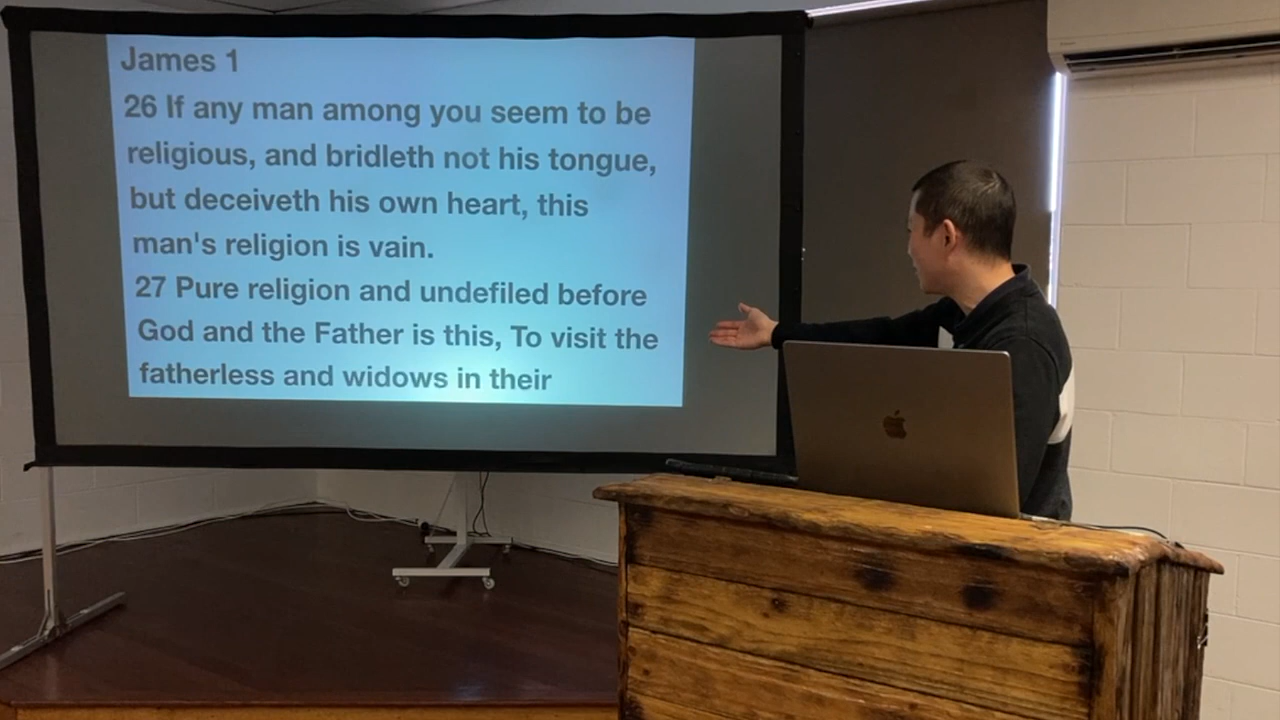 James 1
26 If any man among you seem to be
religious, and bridleth not his tongue,
but deceiveth his own heart, this
man's religion is vain.
27 Pure religion and undefiled before
God and the Father is this, To visit the
fatherless and widows in their